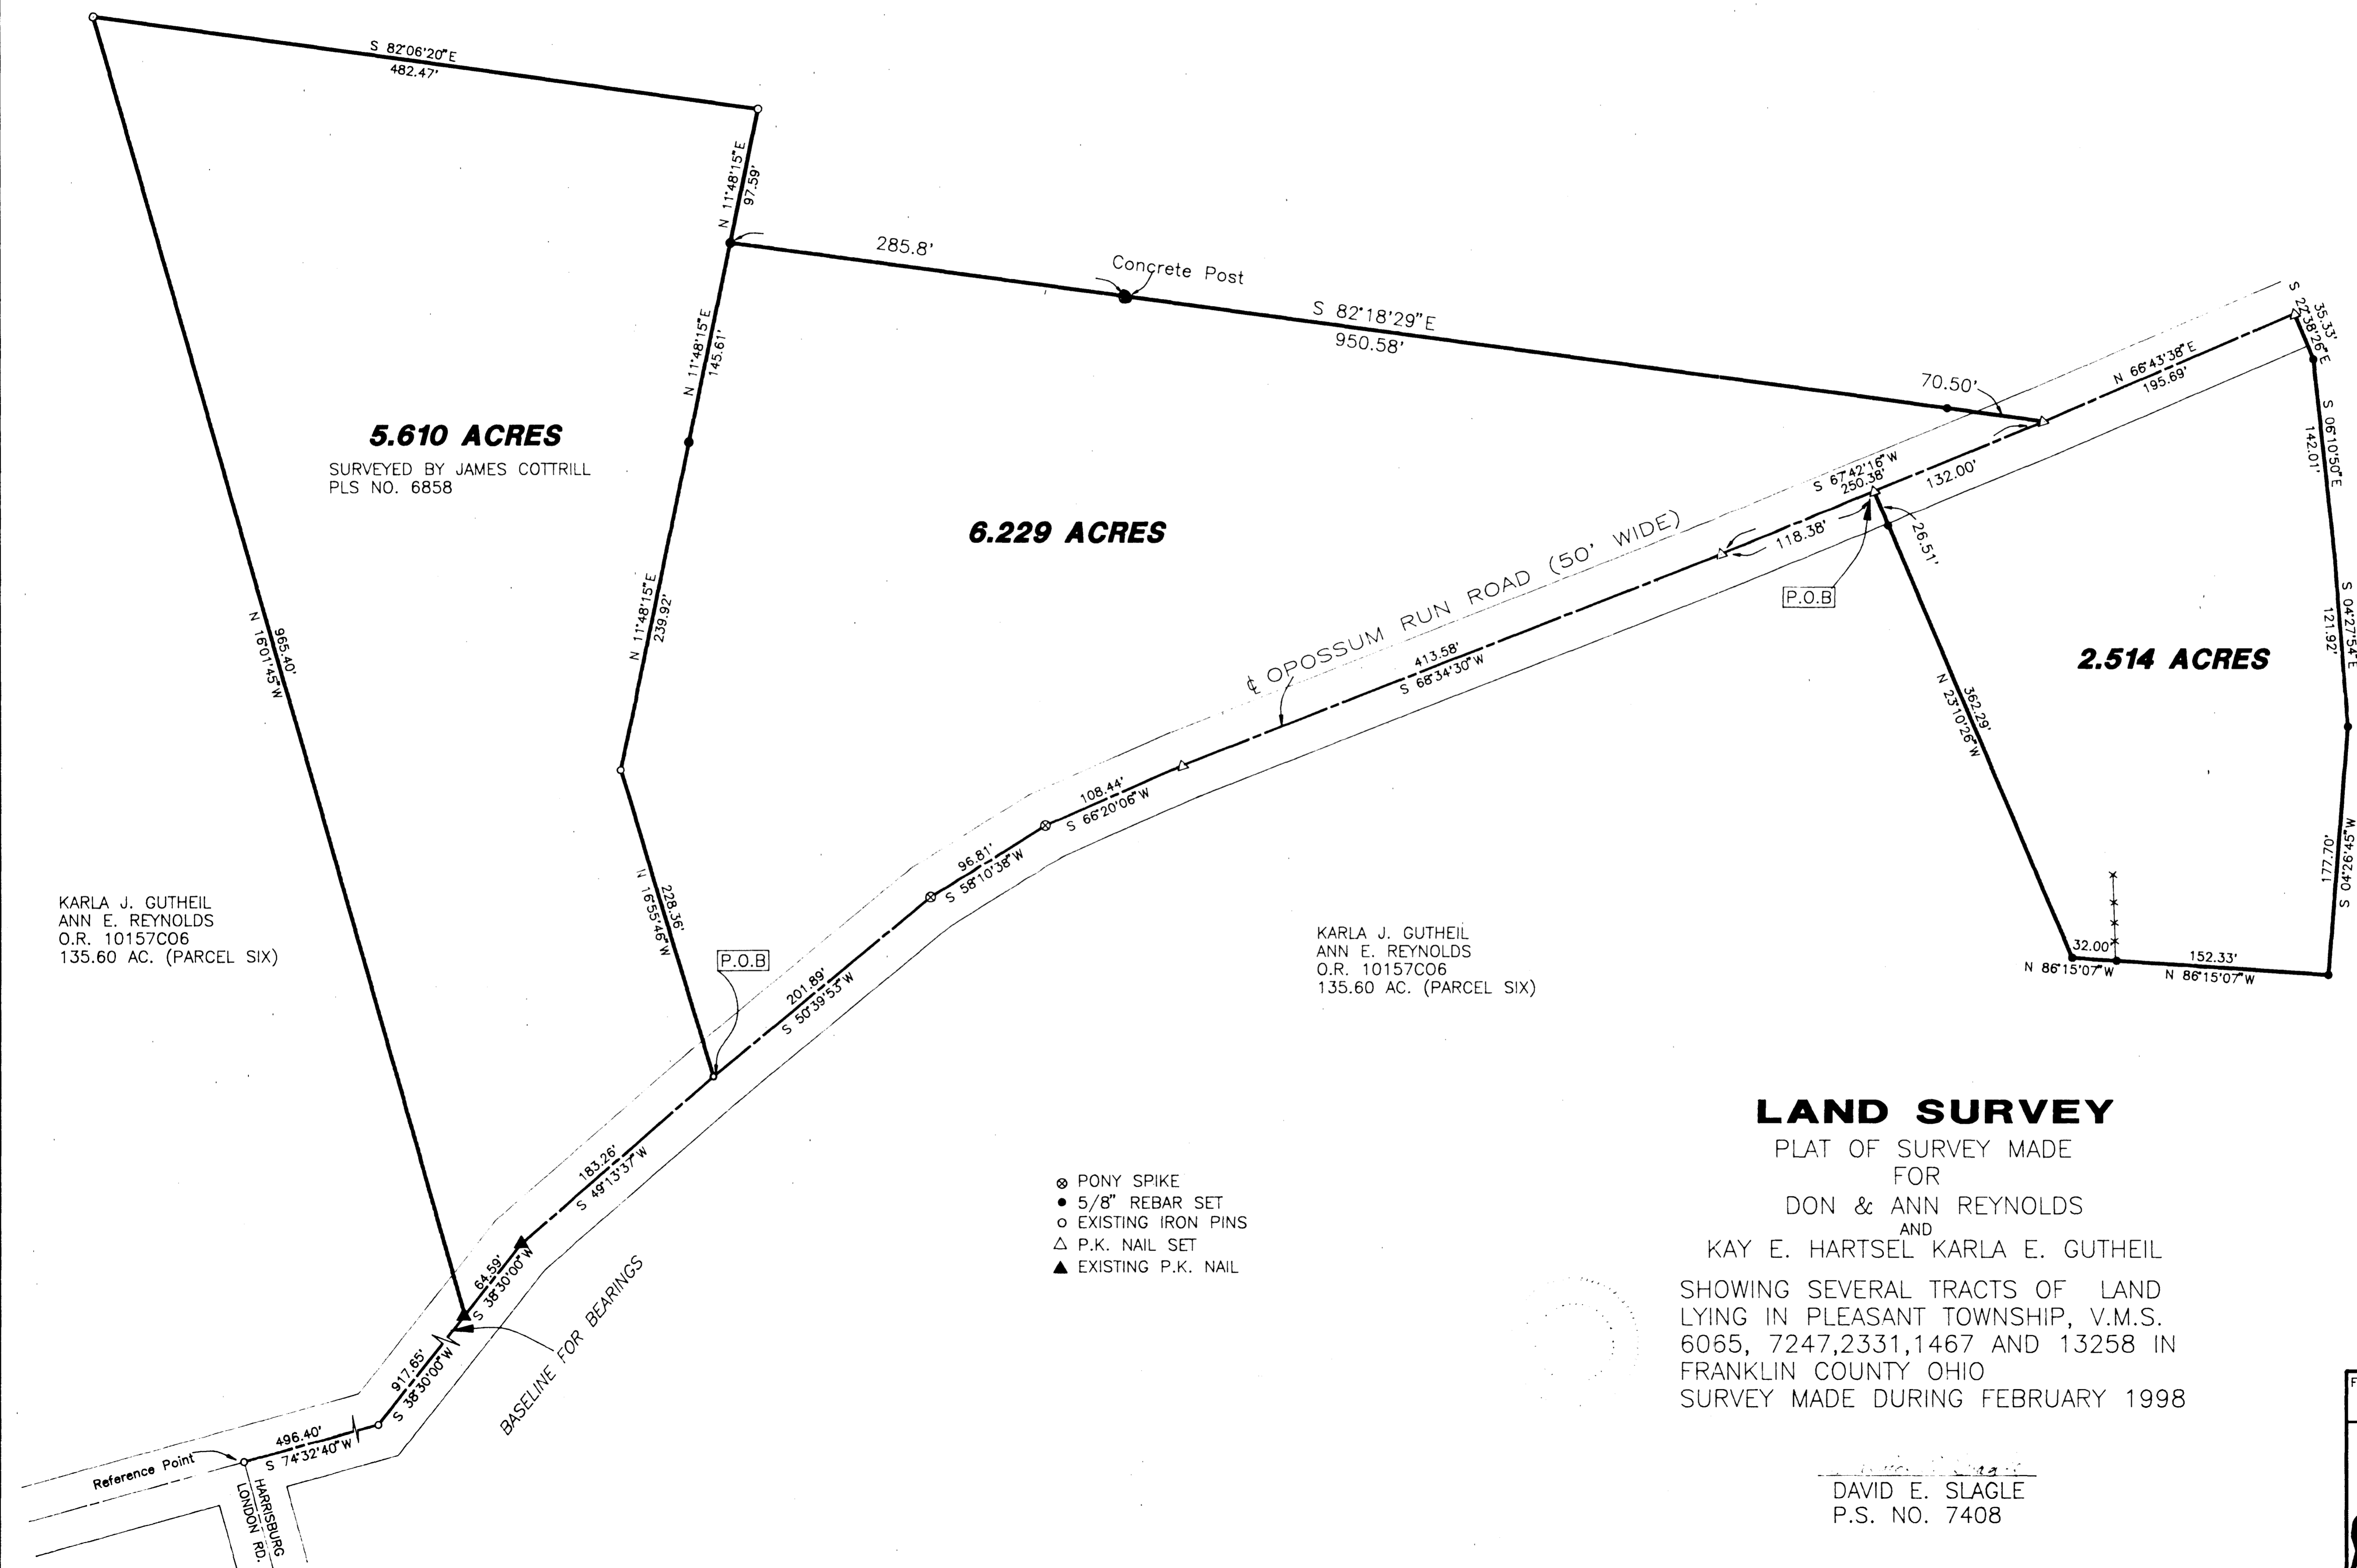 S 82°06'20"E
482.47'
N 11°48'15"E
97.59'
285.8'
Concrete Post
S 82°18'29"E
950.58'
70.50'
N 66°43'38"E
195.69'
S 22°38'26"E
35.33'
N 11°48'15"E
145.61'
5.610 ACRES
SURVEYED BY JAMES COTTRILL
PLS NO. 6858
6.229 ACRES
S 67°42'16"W
250.38'
132.00'
118.38'
26.51'
P.O.B
S 06°10'50"E
142.01'
S 04°27'54"E
121.92'
2.514 ACRES
℄ OPOSSUM RUN ROAD (50' WIDE)
413.58'
S 68°34'30"W
N 11°48'15"E
239.92'
965.40'
N 16°01'45"W
362.29'
N 23°10'26"W
108.44'
S 66°20'06"W
96.81'
S 58°10'38"W
228.36'
N 16°55'46"W
177.70'
S 04°26'45"W
32.00'
N 86°15'07"W
152.33'
N 86°15'07"W
KARLA J. GUTHEIL
ANN E. REYNOLDS
O.R. 10157C06
135.60 AC. (PARCEL SIX)
P.O.B
201.89'
S 50°39'53"W
KARLA J. GUTHEIL
ANN E. REYNOLDS
O.R. 10157C06
135.60 AC. (PARCEL SIX)
183.26'
S 49°13'37"W
64.59'
S 38°30'00"W
BASELINE FOR BEARINGS
917.65'
S 38°30'00"W
496.40'
S 74°32'40"W
Reference Point
HARRISBURG
LONDON RD.
⊗ PONY SPIKE
● 5/8" REBAR SET
○ EXISTING IRON PINS
△ P.K. NAIL SET
▲ EXISTING P.K. NAIL
LAND SURVEY
PLAT OF SURVEY MADE
FOR
DON & ANN REYNOLDS
AND
KAY E. HARTSEL KARLA E. GUTHEIL
SHOWING SEVERAL TRACTS OF LAND
LYING IN PLEASANT TOWNSHIP, V.M.S.
6065, 7247,2331,1467 AND 13258 IN
FRANKLIN COUNTY OHIO
SURVEY MADE DURING FEBRUARY 1998
DAVID E. SLAGLE
P.S. NO. 7408